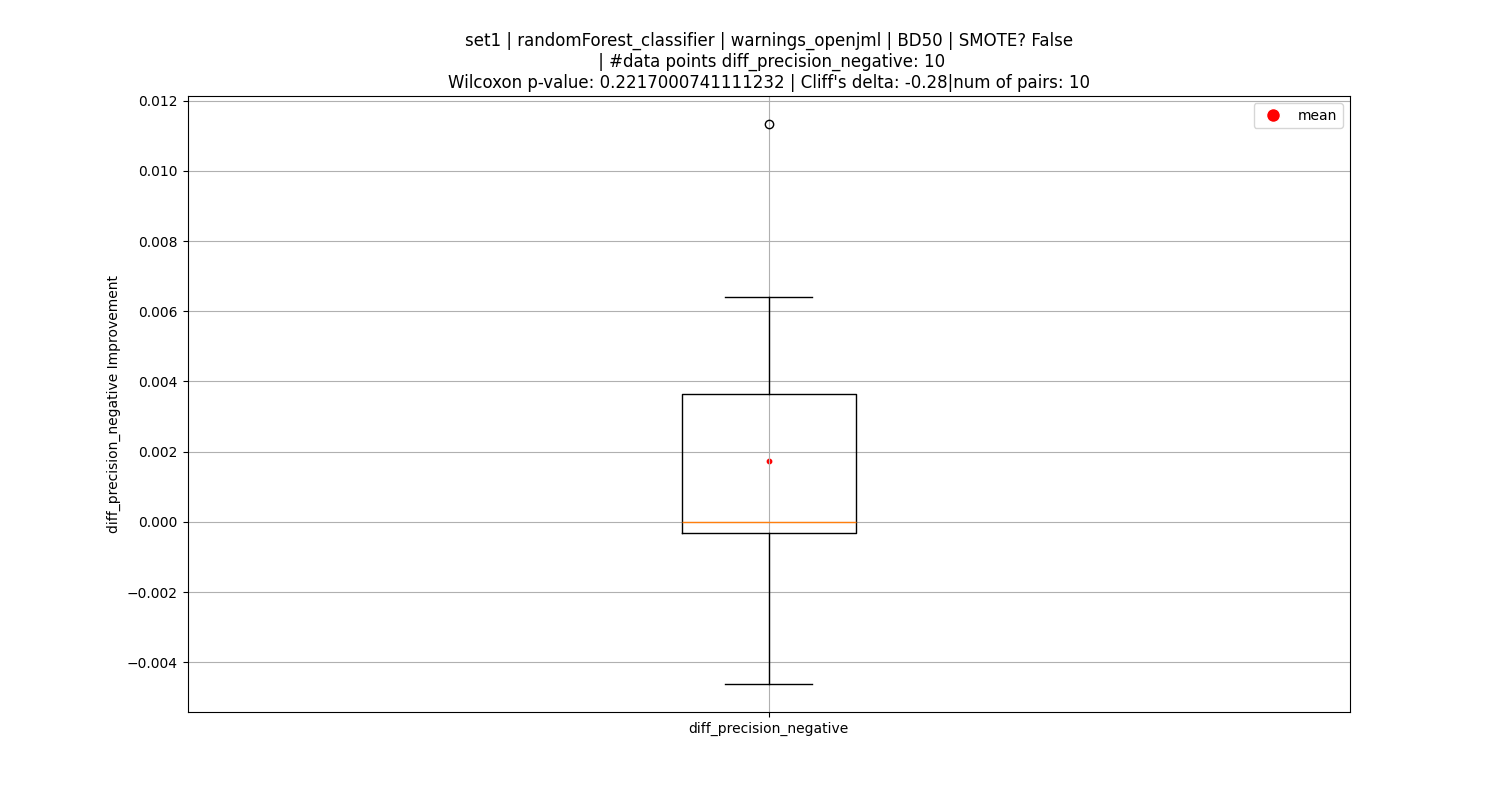 set1 | randomForest_classifier | warnings_openjml | BD50 | SMOTE? False
| #data points diff_precision_negative: 10
Wilcoxon p-value: 0.2217000741111232 | Cliff's delta: -0.28|num of pairs: 10
mean
0.012
0.010
0.008
0.006
0.004
0.002
0.000
−0.002
−0.004
diff_precision_negative Improvement
diff_precision_negative